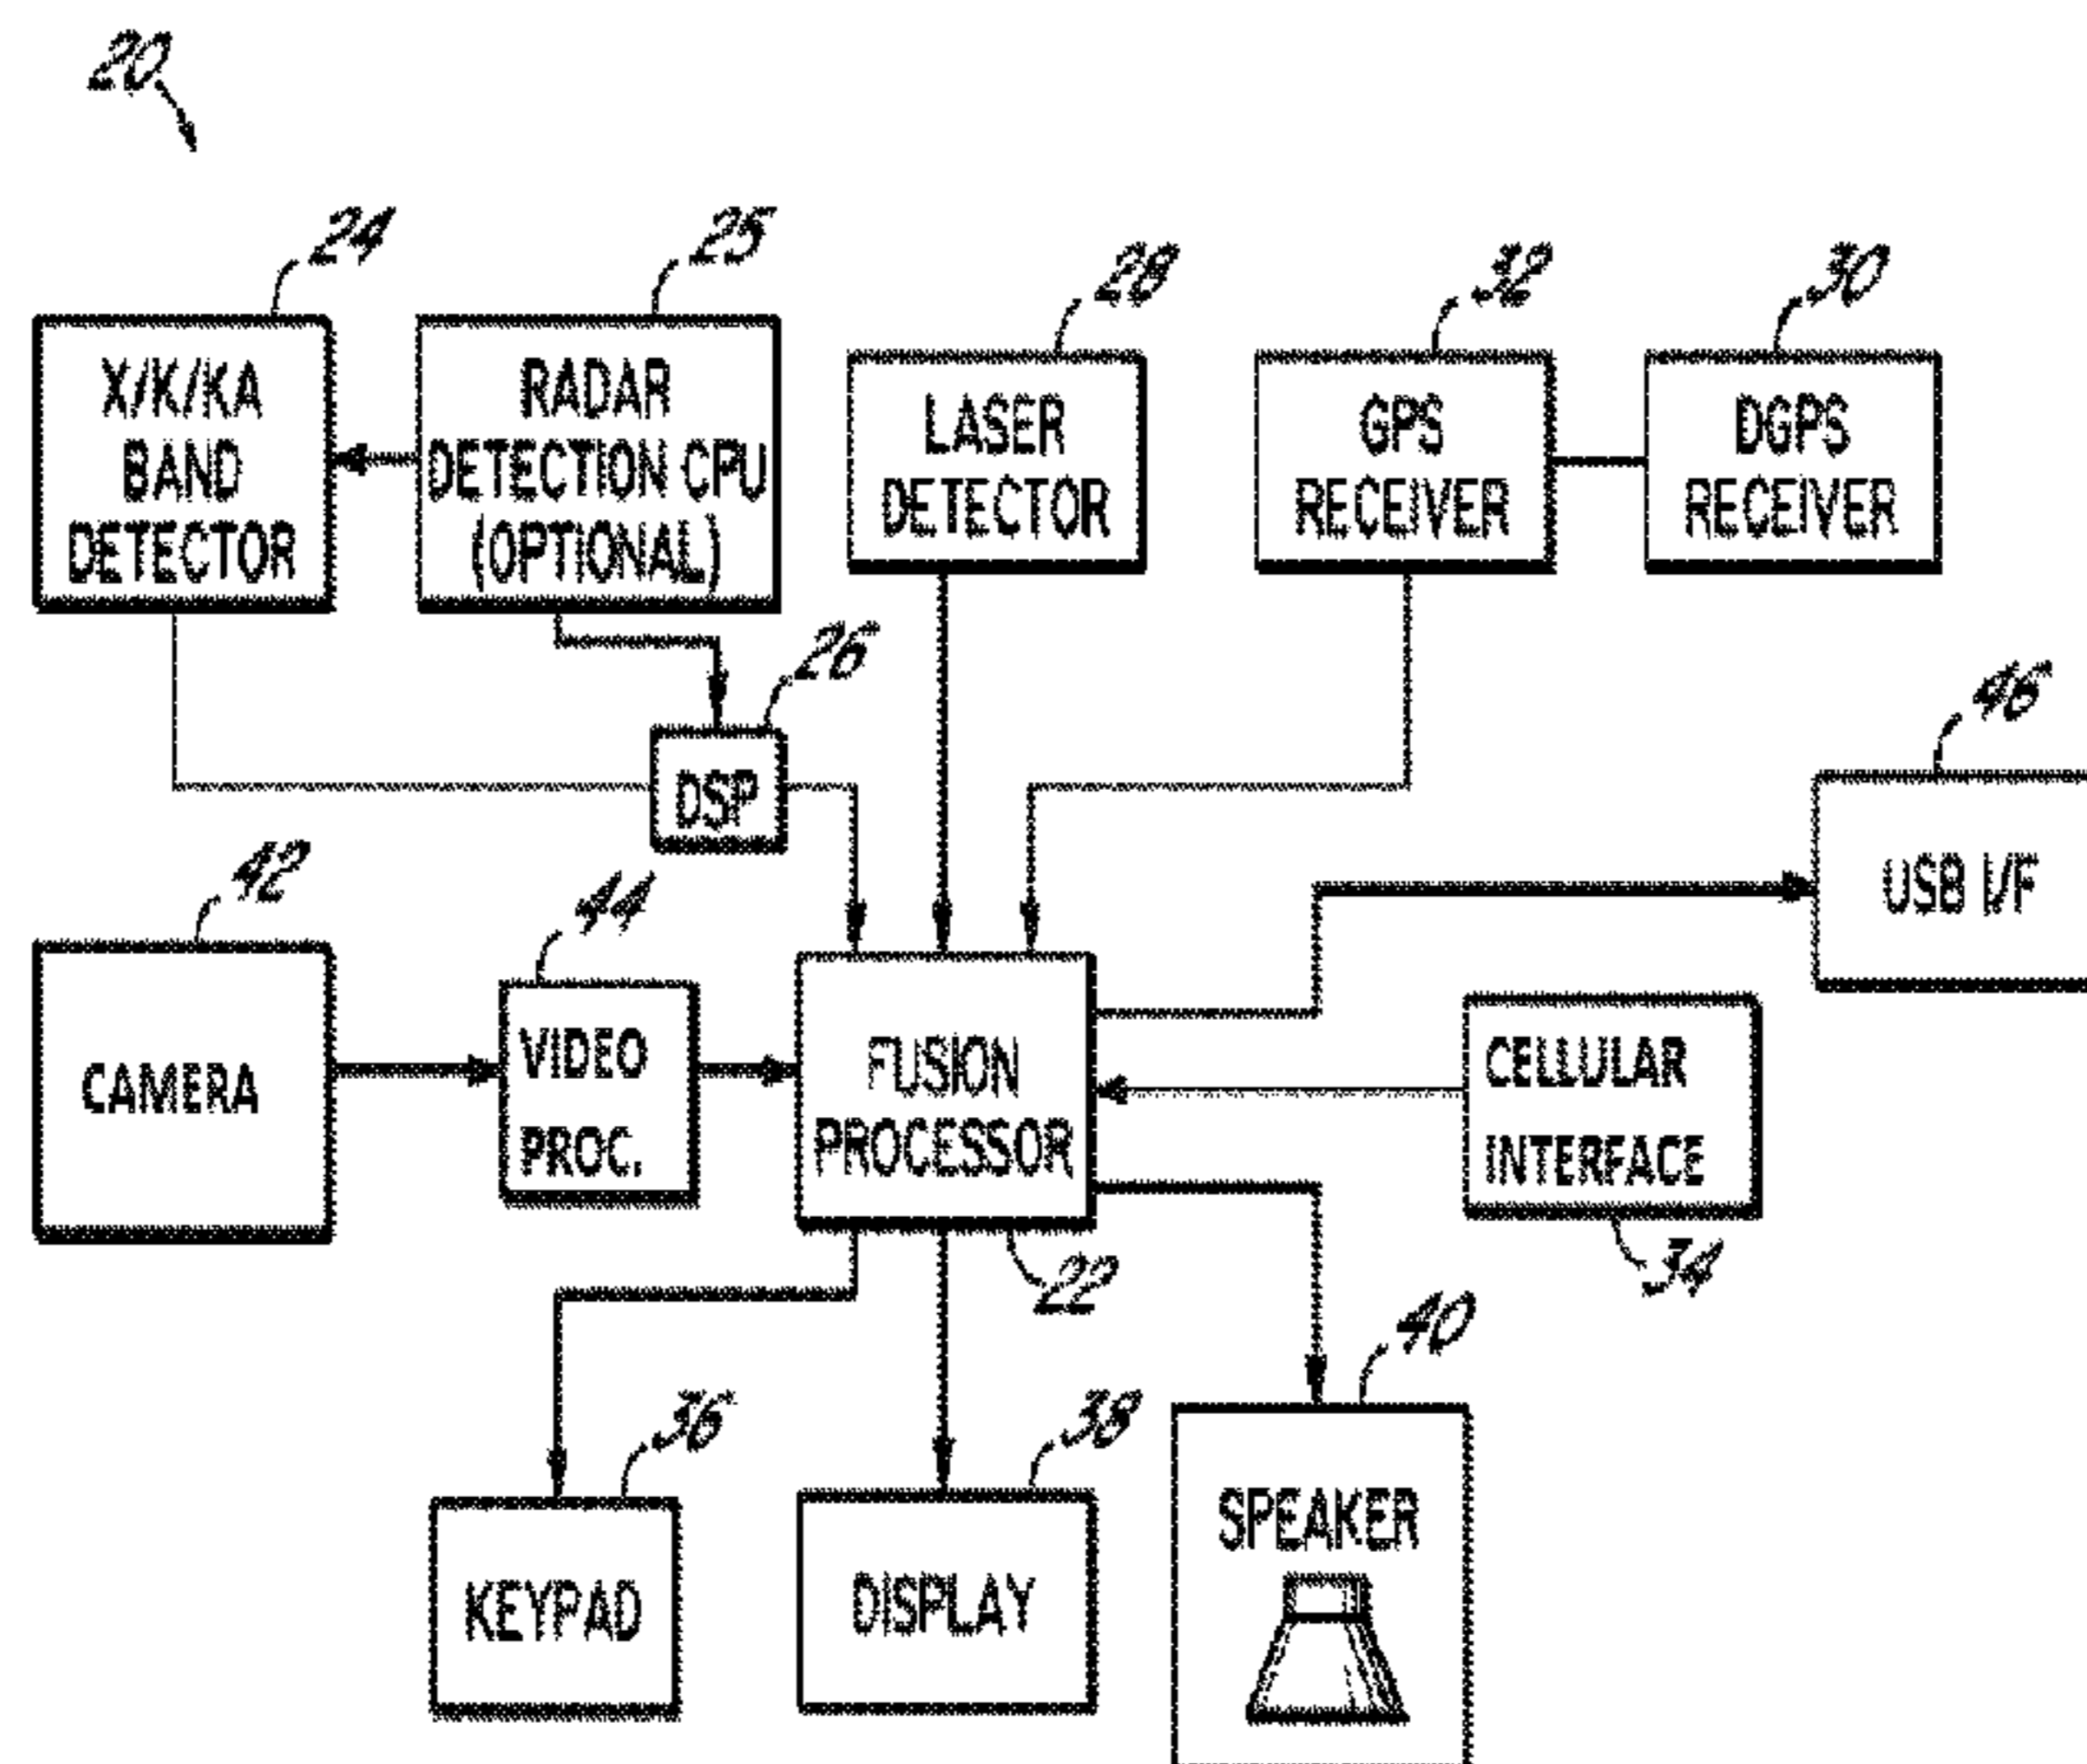 20
24
25
28
32
30
X/K/KA
BAND
DETECTOR
RADAR
DETECTION CPU
(OPTIONAL)
LASER
DETECTOR
GPS
RECEIVER
DGPS
RECEIVER
26
DSP
46
USB I/F
42
CAMERA
44
VIDEO
PROC.
FUSION
PROCESSOR
22
CELLULAR
INTERFACE
34
36
KEYPAD
38
DISPLAY
40
SPEAKER